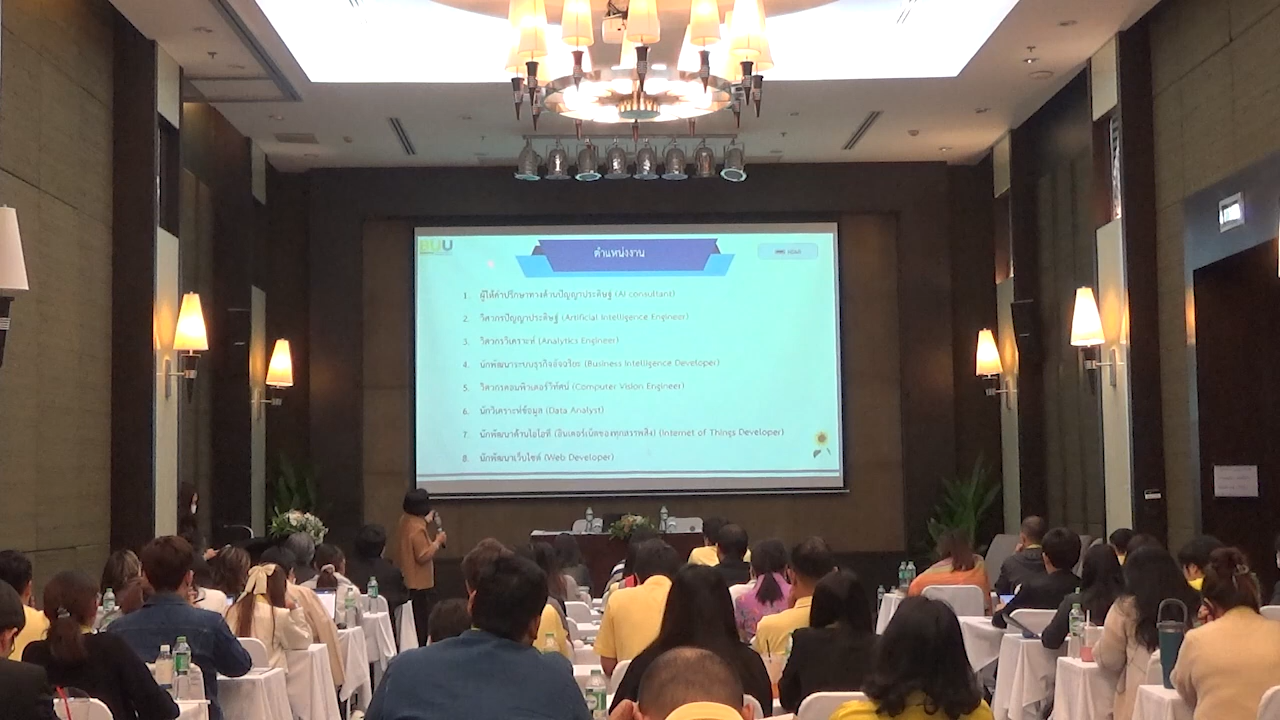 BUU
ตำแหน่งงาน
1. ผู้ให้คำปรึกษาทางด้านปัญญาประดิษฐ์ (AI consultant)
2. วิศวกรปัญญาประดิษฐ์ (Artificial Intelligence Engineer)
3. วิศวกรวิเคราะห์ (Analytics Engineer)
4. นักพัฒนาระบบธุรกิจอัจฉริยะ (Business Intelligence Developer)
5. วิศวกรคอมพิวเตอร์วิทัศน์ (Computer Vision Engineer)
6. นักวิเคราะห์ข้อมูล (Data Analyst)
7. นักพัฒนาด้านไอโอที (อินเตอร์เน็ตของทุกสรรพสิ่ง) (Internet of Things Developer)
8. นักพัฒนาเว็บไซต์ (Web Developer)